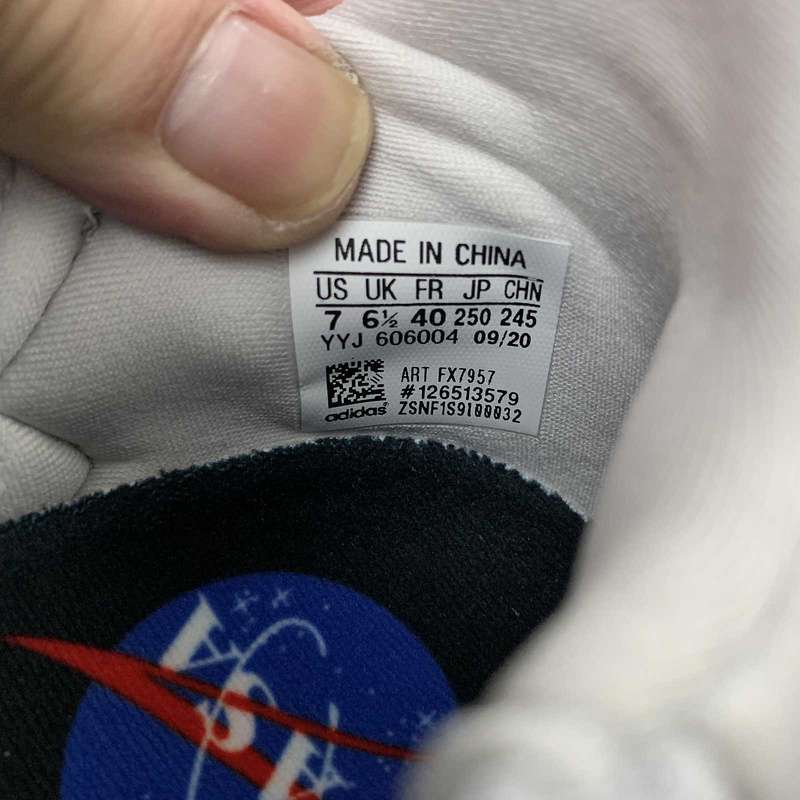 MADE IN CHINA
US UK FR JP CHN
7 6½ 40 250 245
YYJ 606004 09/20
ART FX7957
#126513579
adidas ZSNF1S9I00032